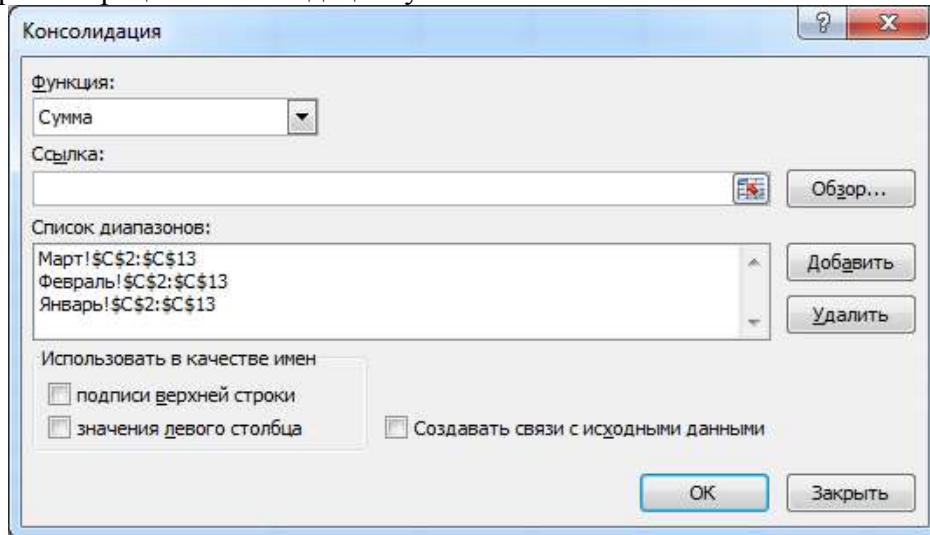 Консолидация
Функция:
Сумма
Ссылка:
Обзор...
Список диапазонов:
Март!$C$2:$C$13
Февраль!$C$2:$C$13
Январь!$C$2:$C$13
Добавить
Удалить
Использовать в качестве имен
подписи верхней строки
значения левого столбца
Создавать связи с исходными данными
ОК
Закрыть